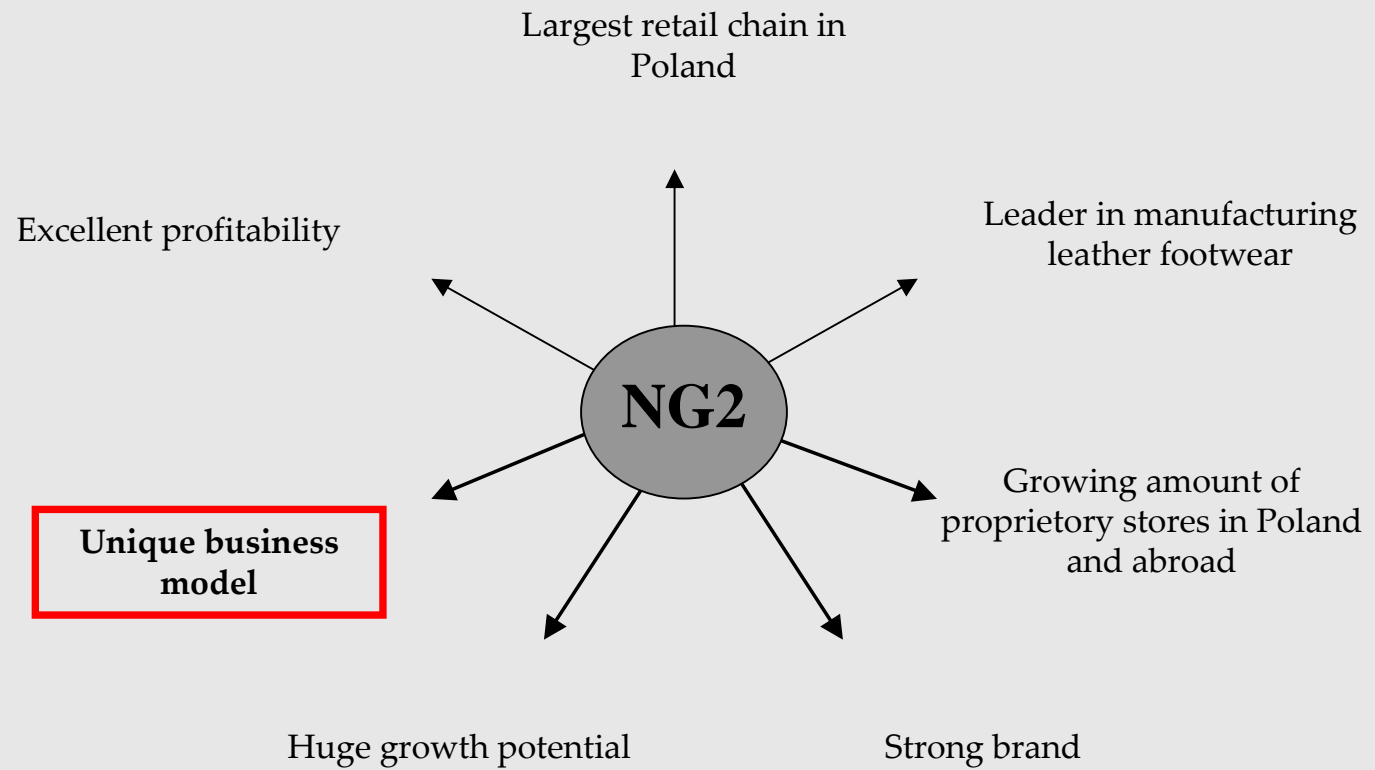 Largest retail chain in
Poland
Excellent profitability
Leader in manufacturing
leather footwear
NG2
Unique business
model
Growing amount of
proprietory stores in Poland
and abroad
Huge growth potential
Strong brand